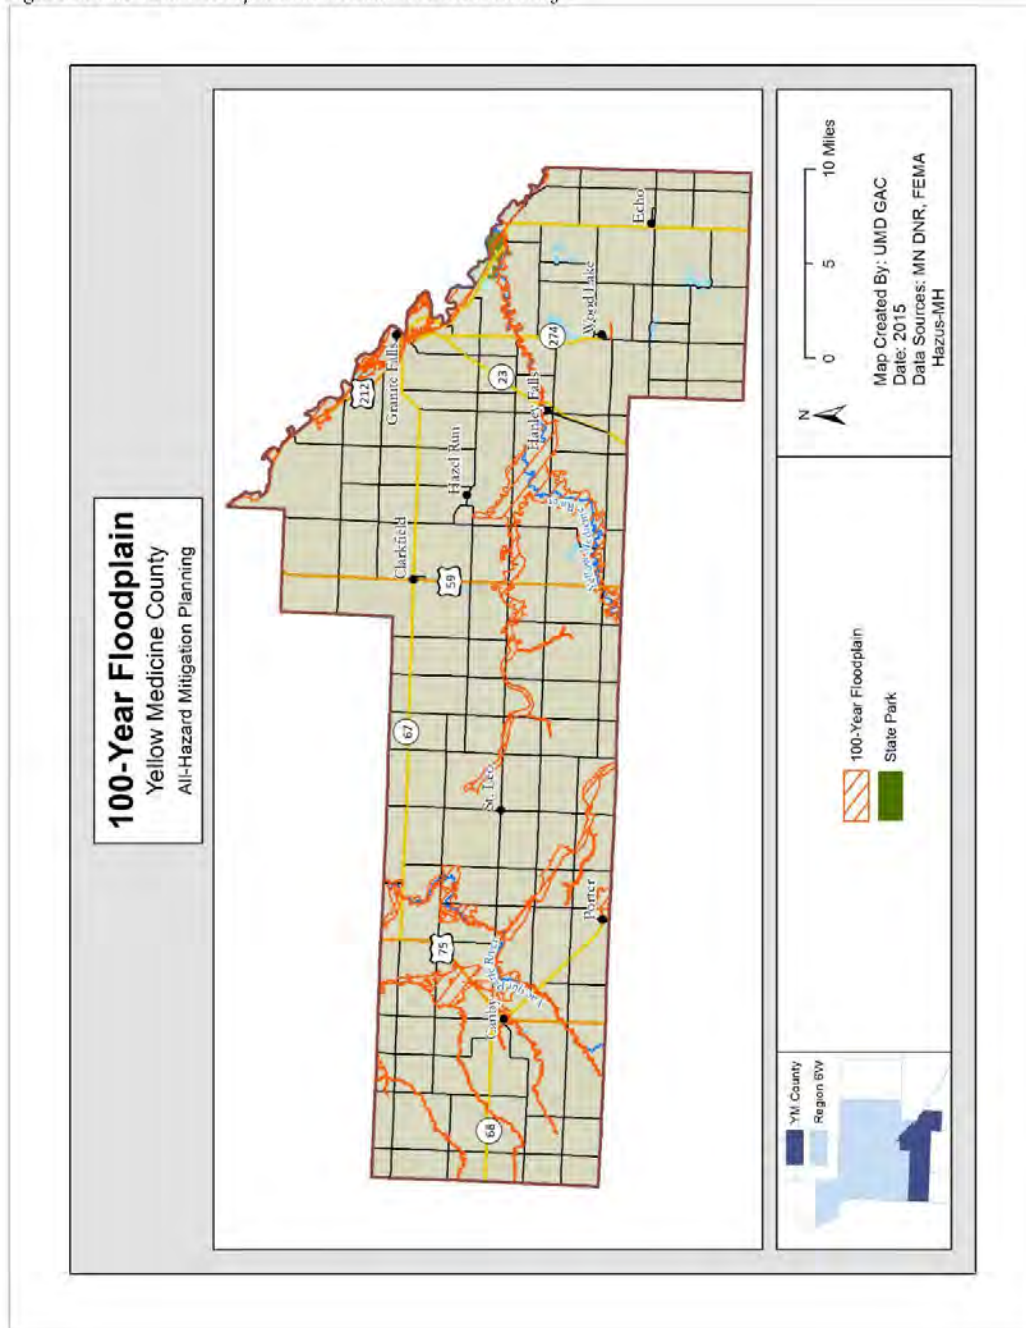 100-Year Floodplain
Yellow Medicine County
All-Hazard Mitigation Planning
212
Granite Falls
Clarkfield
Hazel Run
59
23
Hanley Falls
274
Wood Lake
Echo
67
St. Leo
75
Canby
River
Porter
68
YM County
Region 6W
100-Year Floodplain
State Park
N
0 5 10 Miles
Map Created By: UMD GAC
Date: 2015
Data Sources: MN DNR, FEMA
Hazus-MH